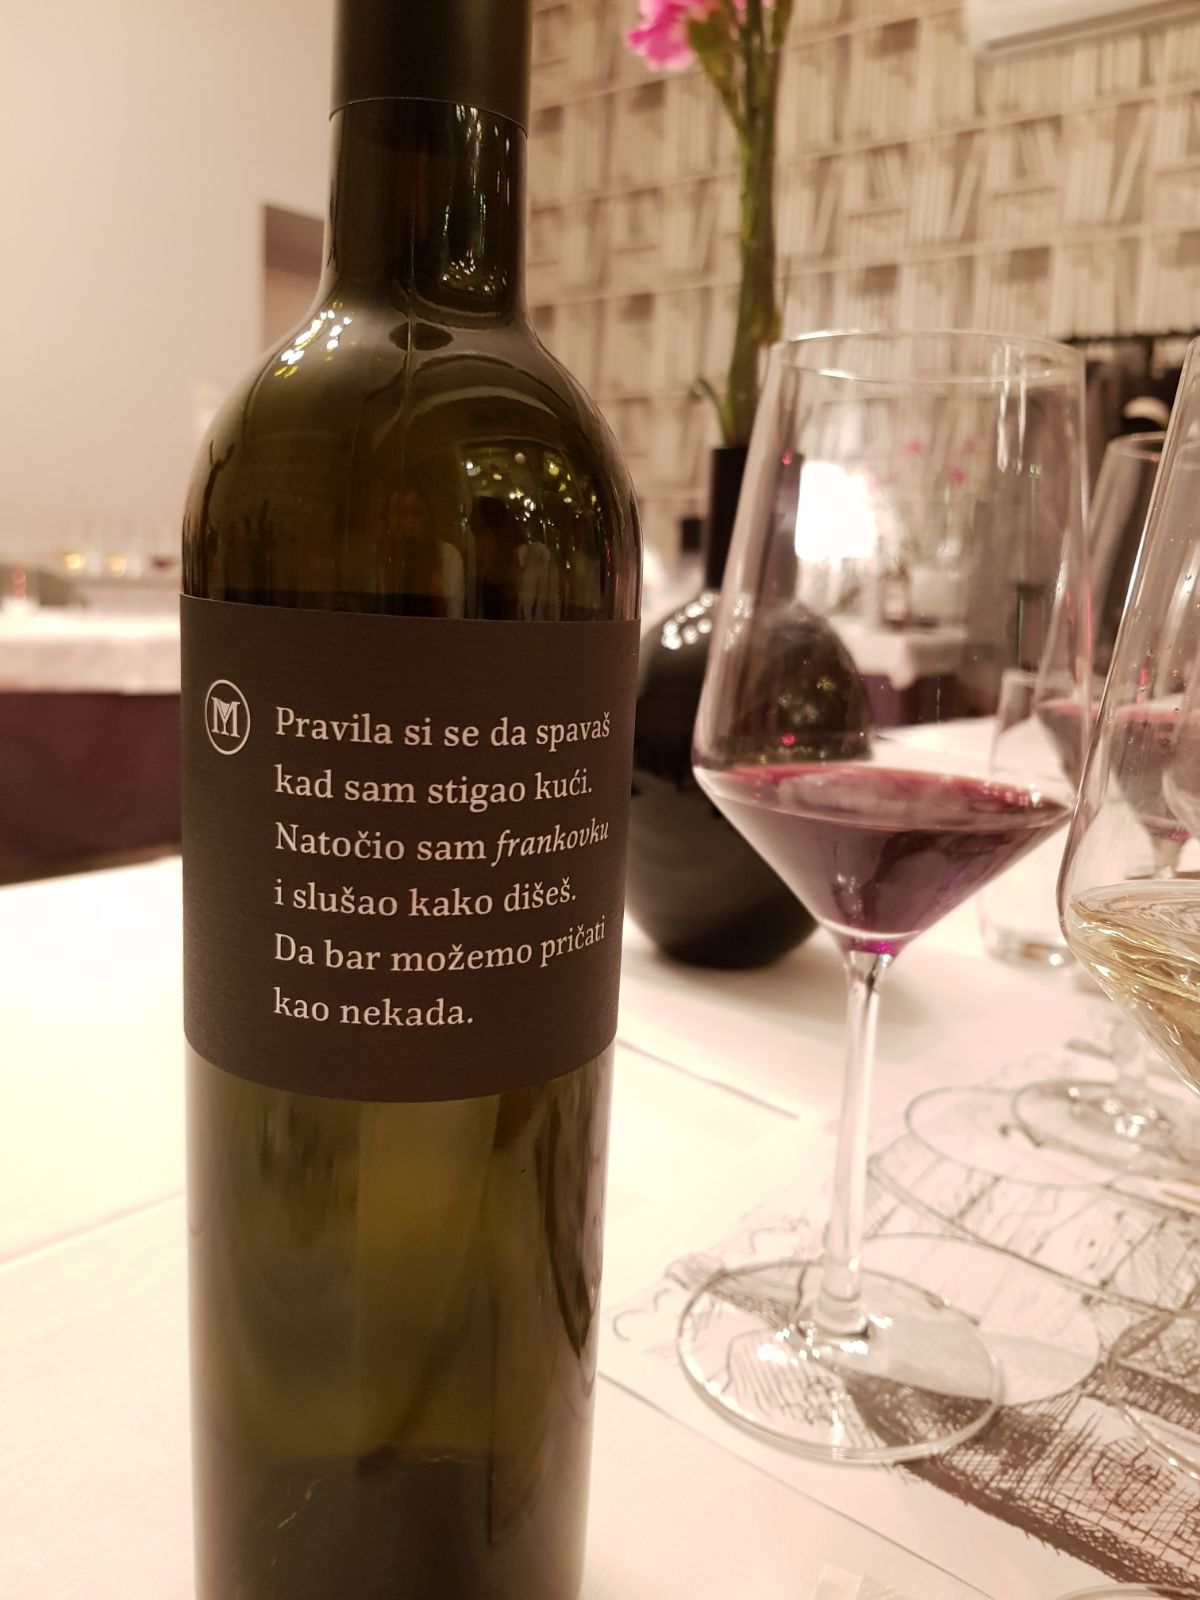 M
Pravila si se da spavaš
kad sam stigao kući.
Natočio sam frankovku
i slušao kako dišeš.
Da bar možemo pričati
kao nekada.